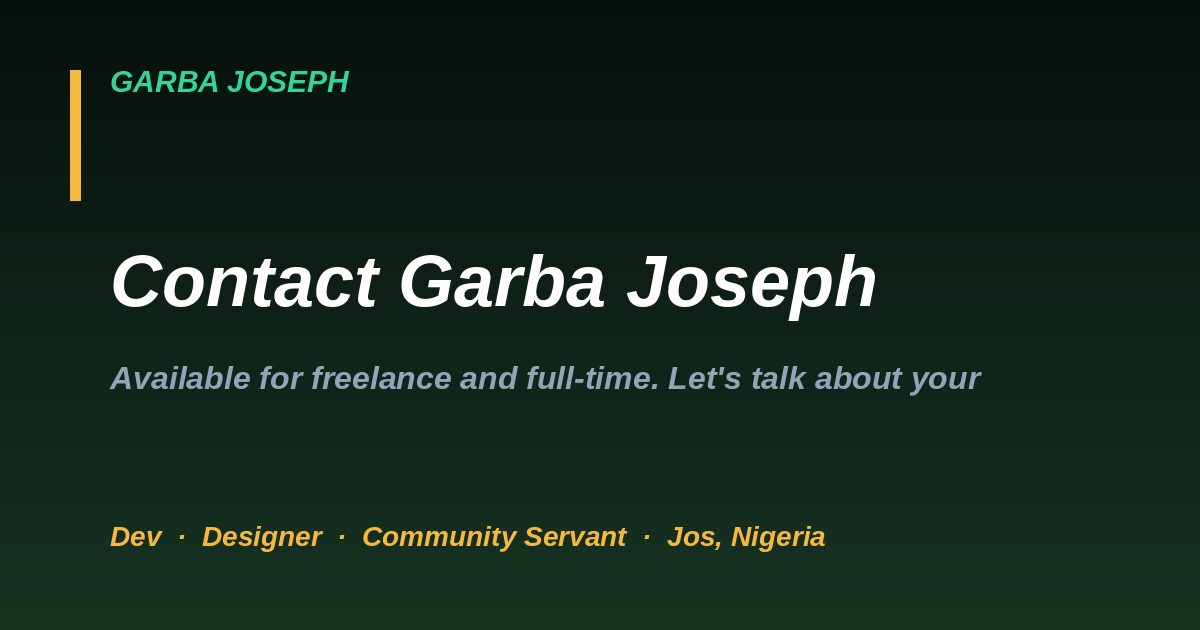 GARBA JOSEPH
Contact Garba Joseph
Available for freelance and full-time. Let's talk about your
Dev · Designer · Community Servant · Jos, Nigeria